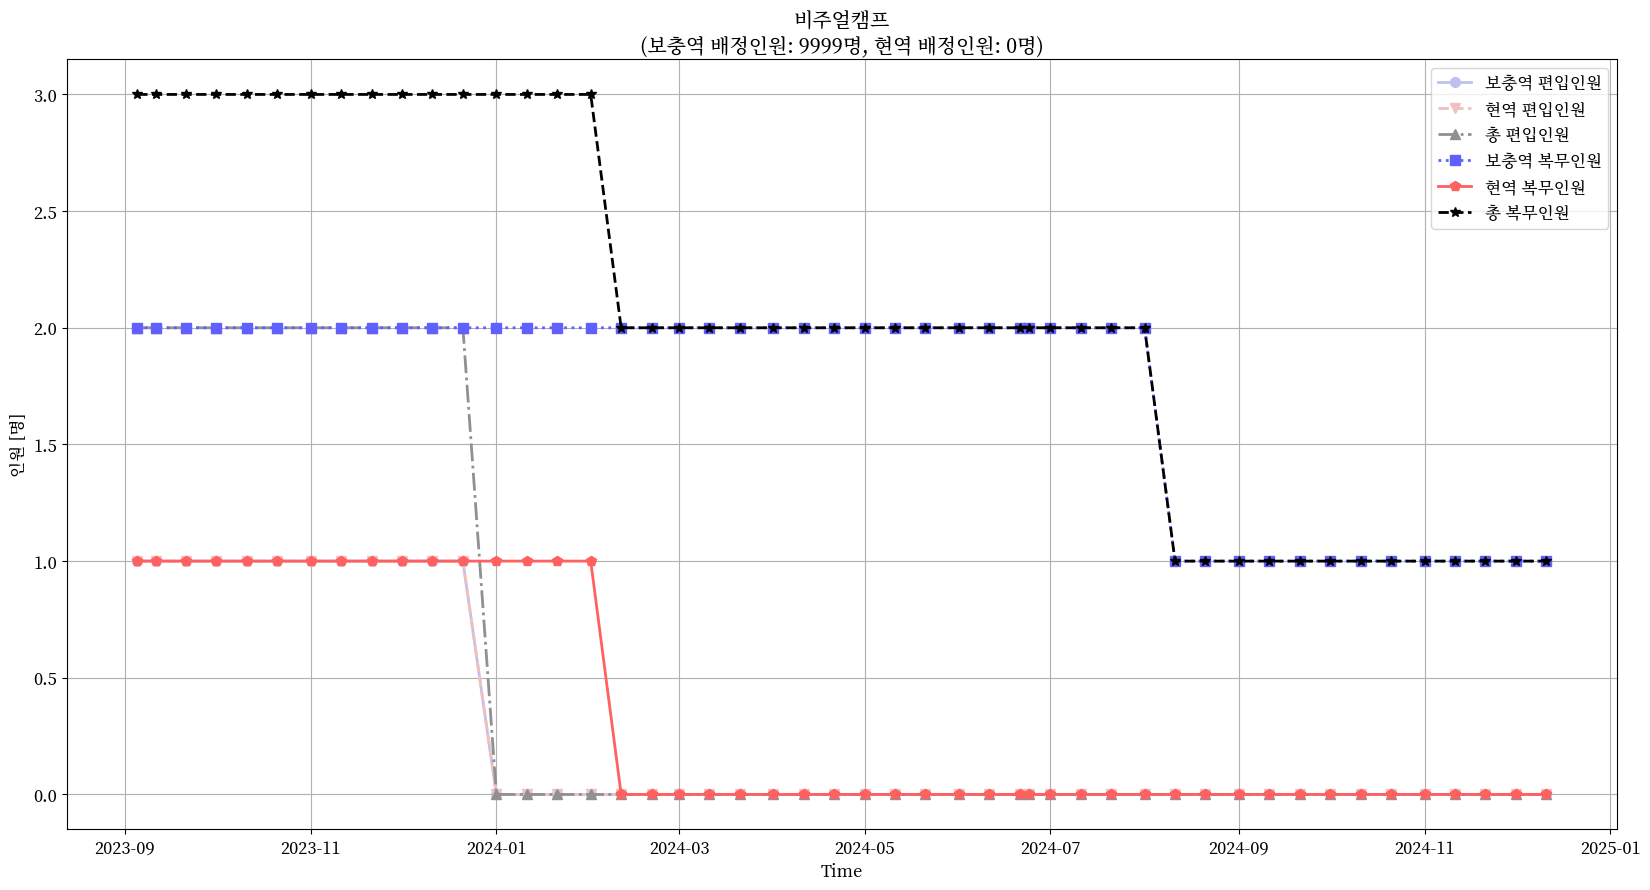 비주얼캠프
(보충역 배정인원: 9999명, 현역 배정인원: 0명)
보충역 편입인원
현역 편입인원
총 편입인원
보충역 복무인원
현역 복무인원
총 복무인원
인원 [명]
3.0
2.5
2.0
1.5
1.0
0.5
0.0
2023-09 2023-11 2024-01 2024-03 2024-05 2024-07 2024-09 2024-11 2025-01
Time